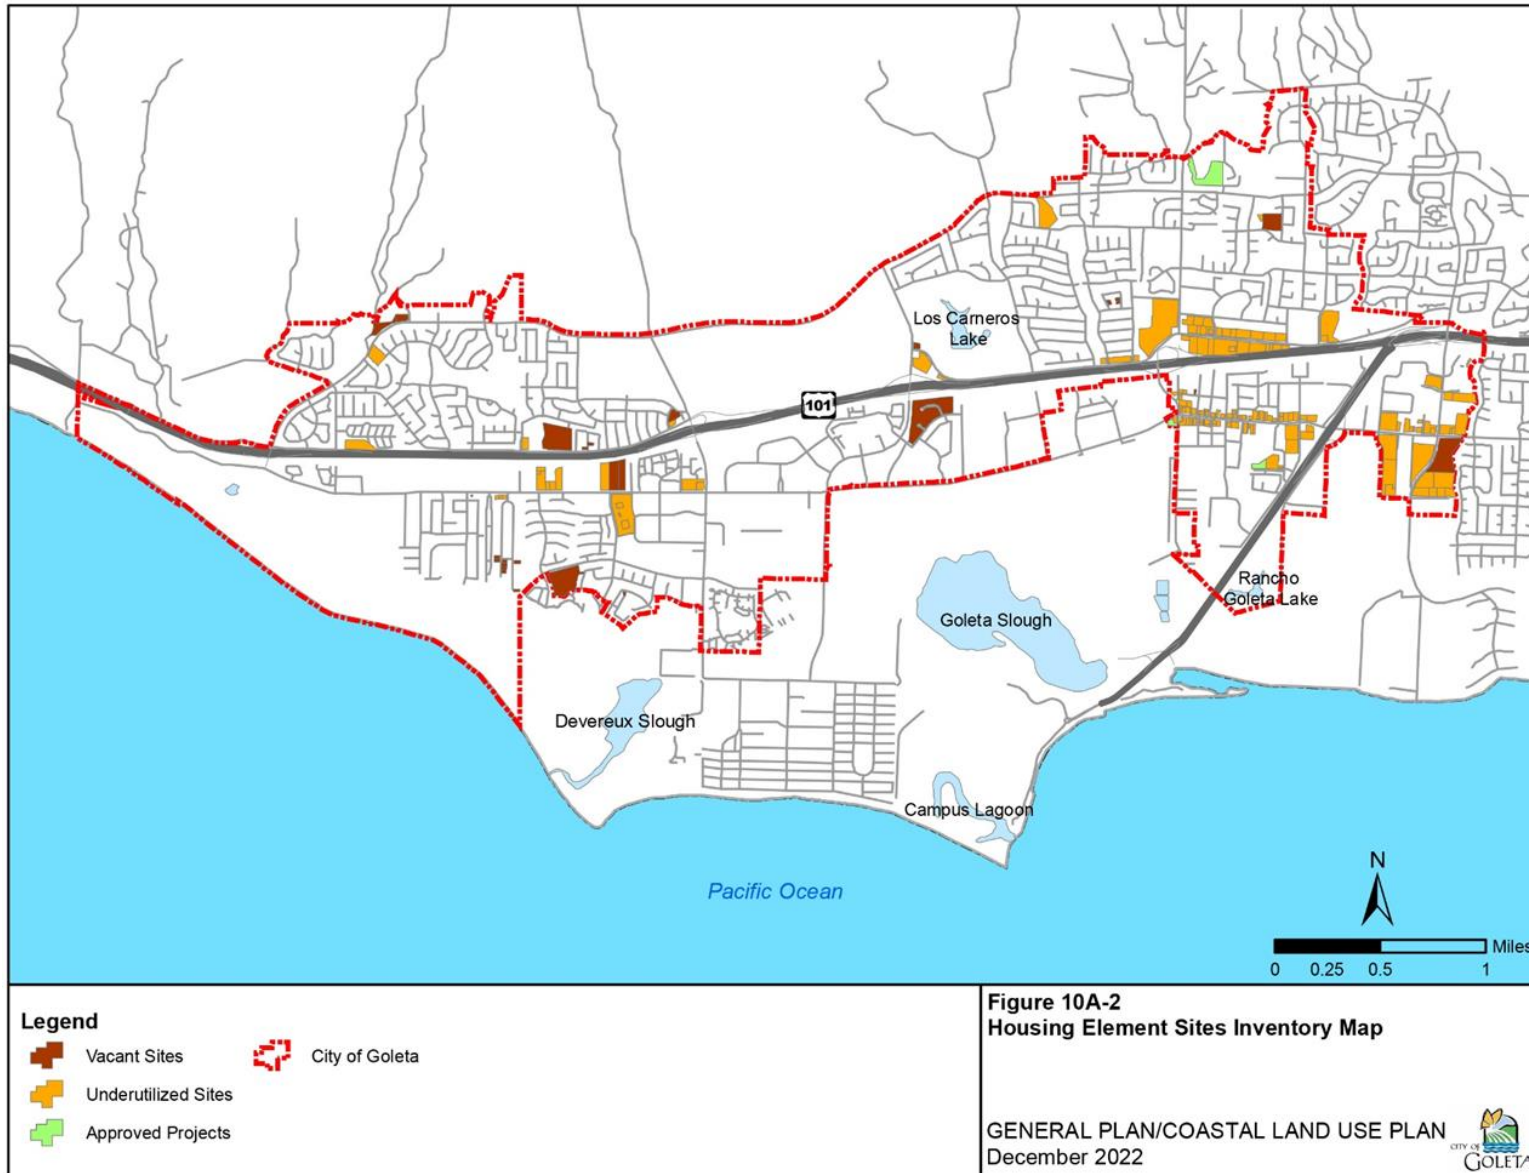 Los Carneros
Lake
101
Rancho
Goleta Lake
Goleta Slough
Devereux Slough
Campus Lagoon
Pacific Ocean
N
Miles
0 0.25 0.5 1
Legend
Vacant Sites
City of Goleta
Underutilized Sites
Approved Projects
Figure 10A-2
Housing Element Sites Inventory Map
GENERAL PLAN/COASTAL LAND USE PLAN
December 2022
CITY OF
GOLETA